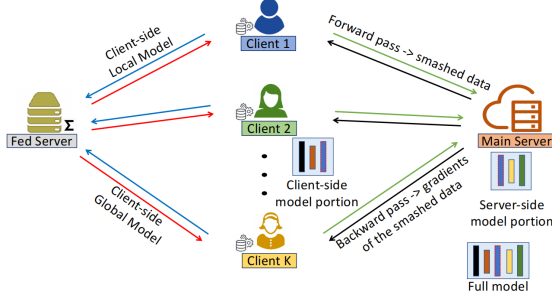 Client-side
Local Model
Client 1
Forward pass -> smashed data
Σ
Fed Server
Client 2
Main Server
Client-side
model portion
Server-side
model portion
Client-side
Global Model
Backward pass -> gradients
of the smashed data
Client K
Full model